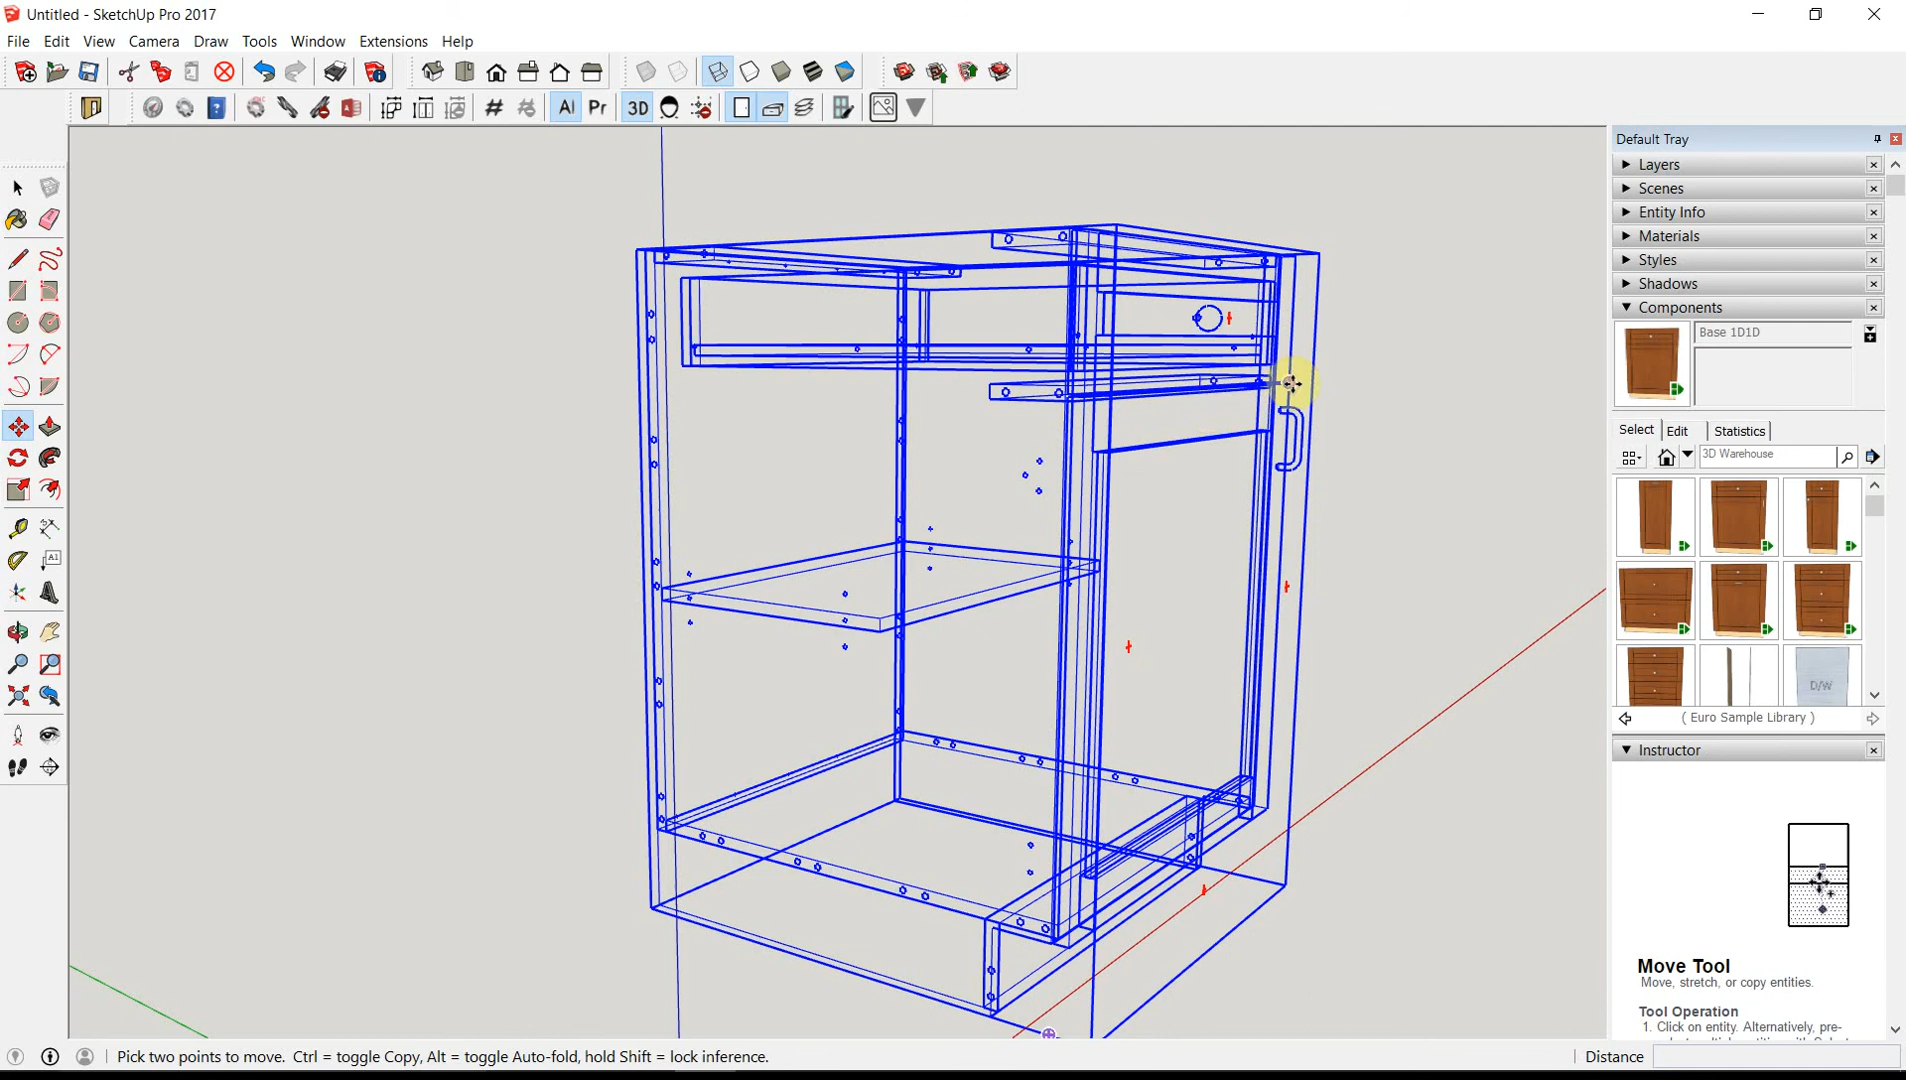 Untitled - SketchUp Pro 2017
File Edit View Camera Draw Tools Window Extensions Help
AI Pr 3D
Default Tray
Layers
Scenes
Entity Info
Materials
Styles
Shadows
Components
Base 1D1D
Select Edit Statistics
3D Warehouse
A1
D/W
( Euro Sample Library )
Instructor
Move Tool
Move, stretch, or copy entities.
Tool Operation
1. Click on entity. Alternatively, pre-
Pick two points to move. Ctrl = toggle Copy, Alt = toggle Auto-fold, hold Shift = lock inference.
Distance